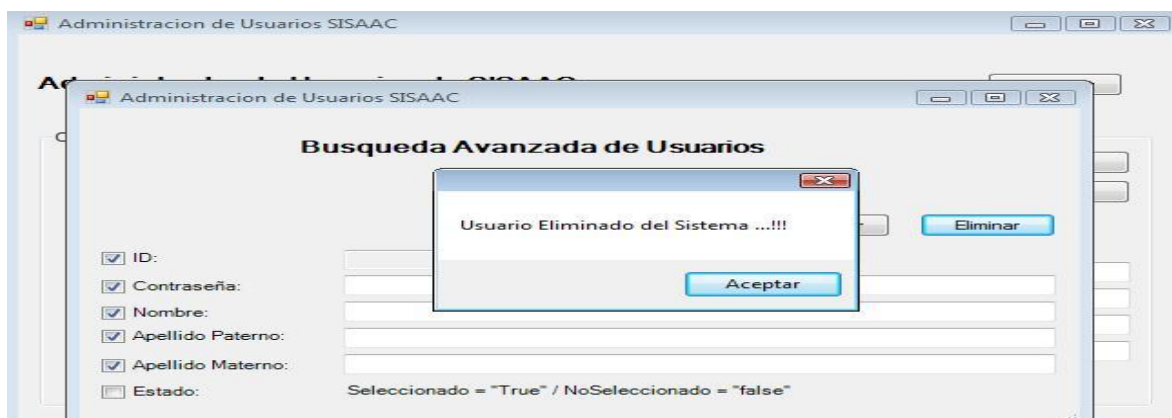 Administracion de Usuarios SISAAC
Administracion de Usuarios SISAAC
Busqueda Avanzada de Usuarios
Usuario Eliminado del Sistema ...!!!
Eliminar
ID:
Aceptar
Contraseña:
Nombre:
Apellido Paterno:
Apellido Materno:
Estado:
Seleccionado = "True" / NoSeleccionado = "false"